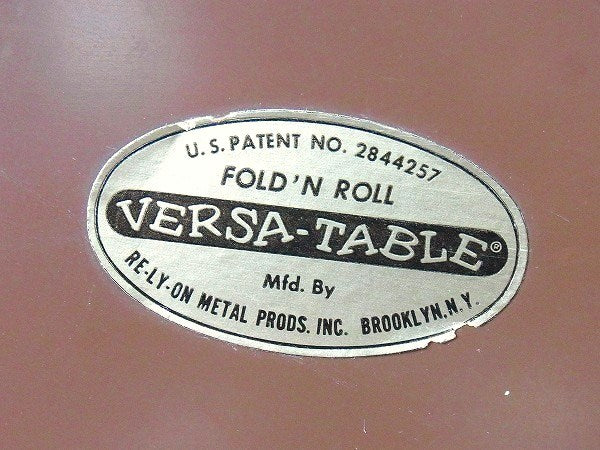 U.S. PATENT NO. 2844257
FOLD'N ROLL
VERSA-TABLE®
Mfd. By
RE-LY-ON METAL PRODS. INC. BROOKLYN.N.Y.